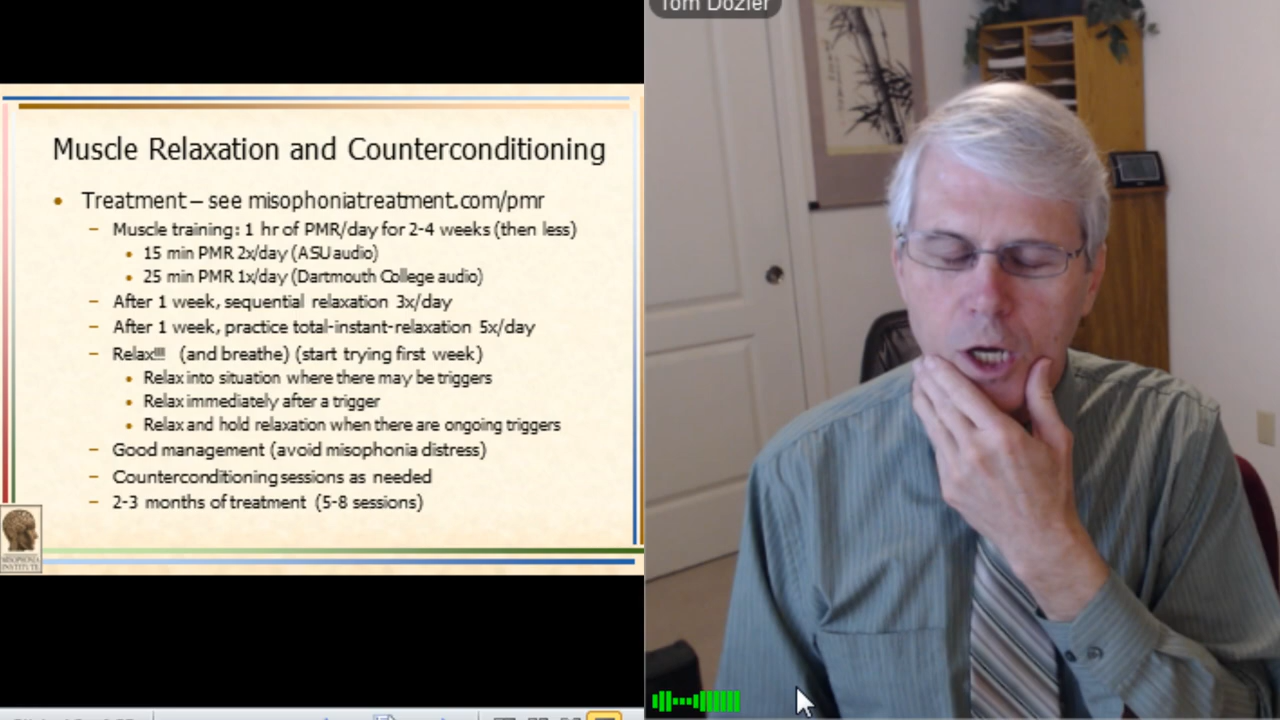 Tom Dozier
Muscle Relaxation and Counterconditioning
• Treatment – see misophoniatreatment.com/pmr
– Muscle training: 1 hr of PMR/day for 2-4 weeks (then less)
• 15 min PMR 2x/day (ASU audio)
• 25 min PMR 1x/day (Dartmouth College audio)
– After 1 week, sequential relaxation 3x/day
– After 1 week, practice total-instant-relaxation 5x/day
– Relax!!! (and breathe) (start trying first week)
• Relax into situation where there may be triggers
• Relax immediately after a trigger
• Relax and hold relaxation when there are ongoing triggers
– Good management (avoid misophonia distress)
– Counterconditioning sessions as needed
– 2-3 months of treatment (5-8 sessions)
MISOPHONIA
INSTITUTE